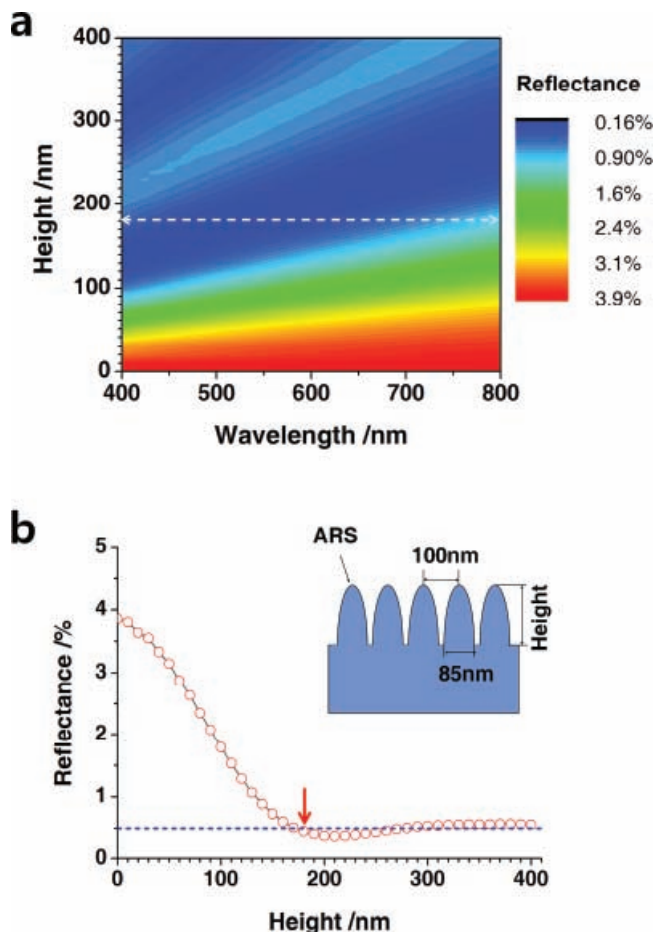 a
400
300
200
100
0
Height /nm
400 500 600 700 800
Wavelength /nm
Reflectance
0.16%
0.90%
1.6%
2.4%
3.1%
3.9%
b
5
4
3
2
1
0
Reflectance /%
0 100 200 300 400
Height /nm
ARS
100nm
Height
85nm